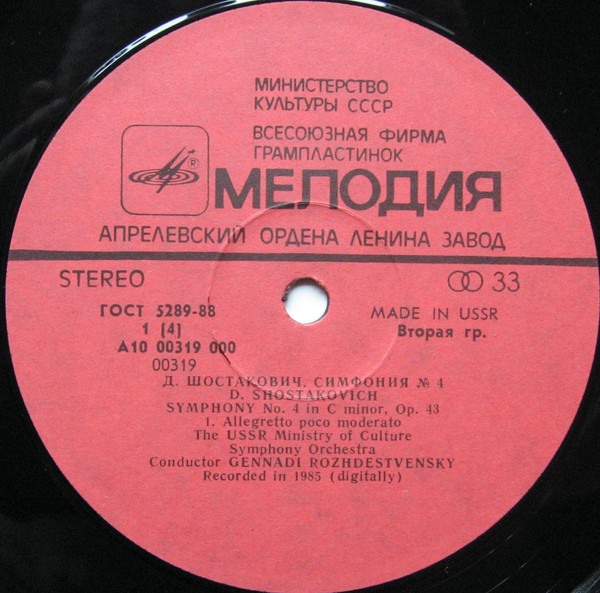 МИНИСТЕРСТВО
КУЛЬТУРЫ СССР
ВСЕСОЮЗНАЯ ФИРМА
ГРАМПЛАСТИНОК
®
МЕЛОДИЯ
АПРЕЛЕВСКИЙ ОРДЕНА ЛЕНИНА ЗАВОД
STEREO 33
ГОСТ 5289-88 MADE IN USSR
1 [4] Вторая гр.
А10 00319 000
00319
Д. ШОСТАКОВИЧ. СИМФОНИЯ № 4
D. SHOSTAKOVICH
SYMPHONY No. 4 in C minor, Op. 43
1. Allegretto poco moderato
The USSR Ministry of Culture
Symphony Orchestra
Conductor GENNADI ROZHDESTVENSKY
Recorded in 1985 (digitally)